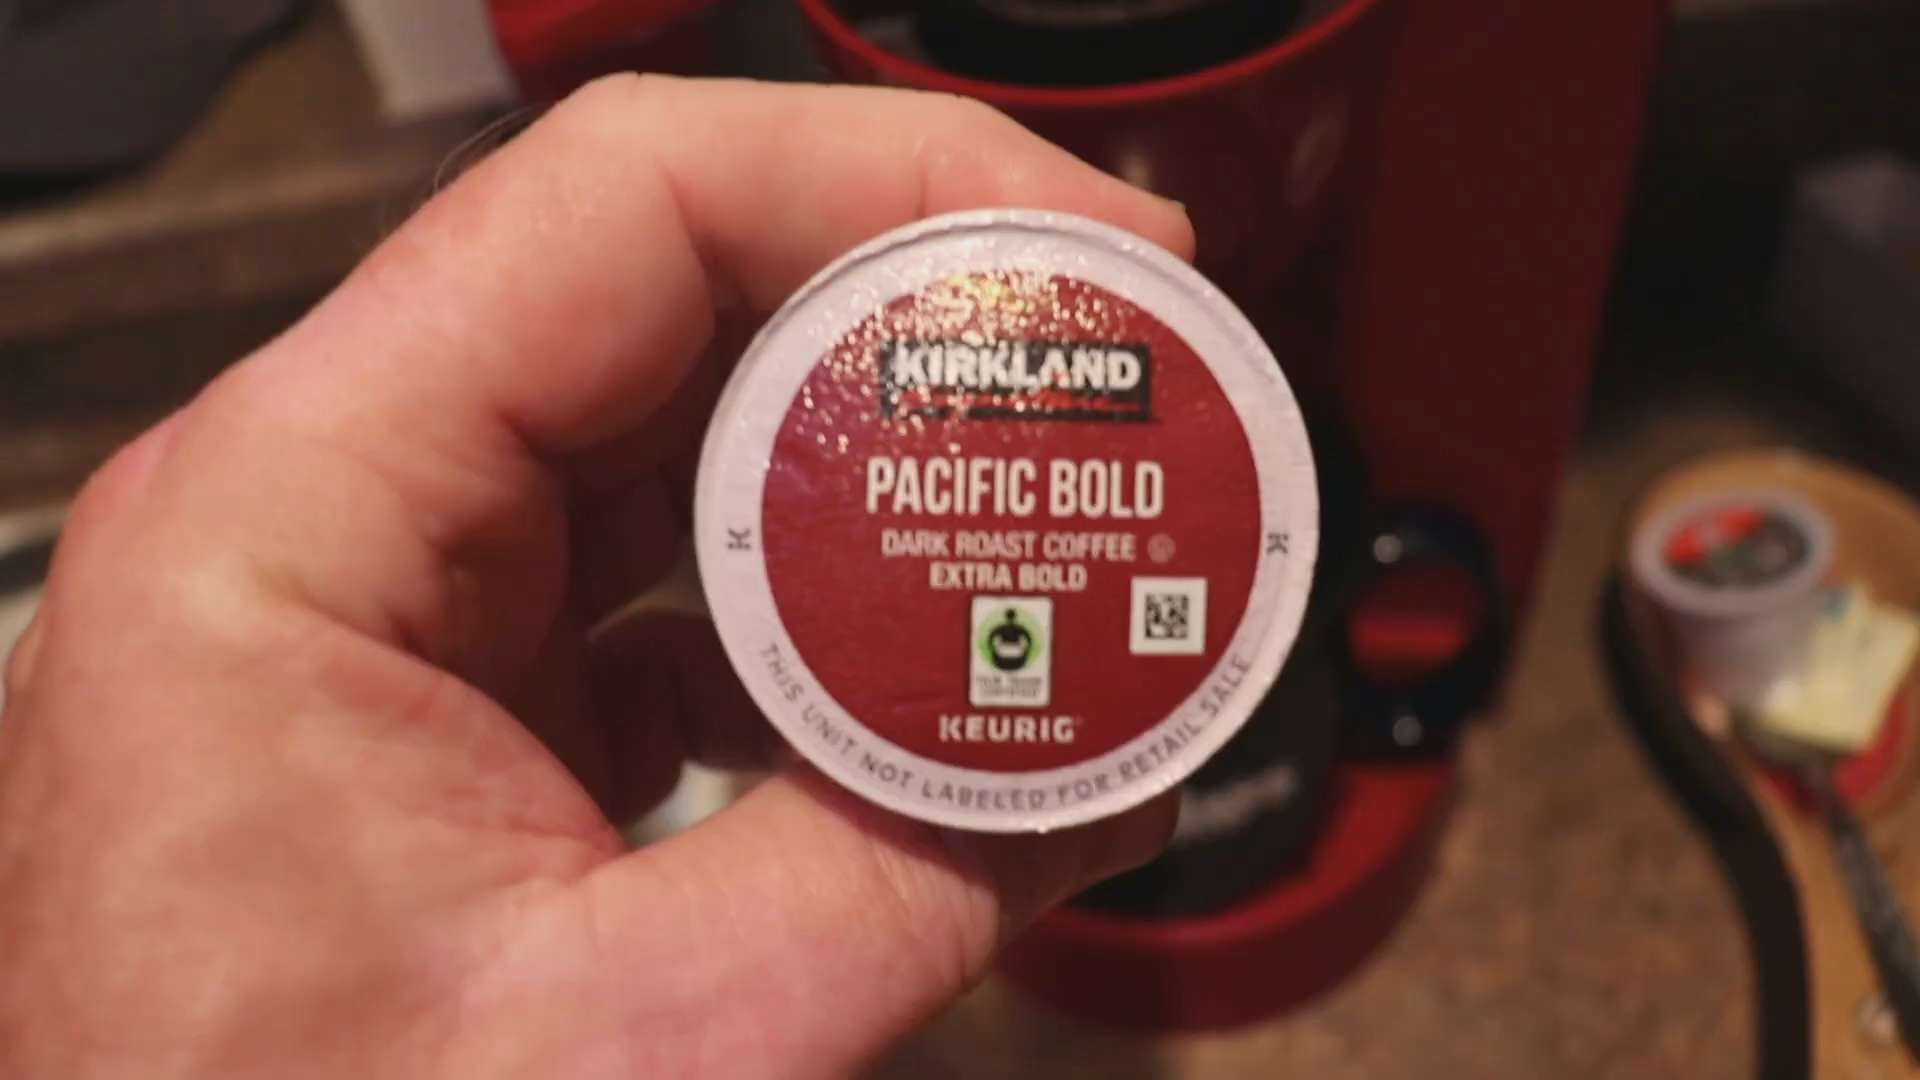 KIRKLAND
PACIFIC BOLD
DARK ROAST COFFEE
EXTRA BOLD
K
K
KEURIG
THIS UNIT NOT LABELED FOR RETAIL SALE